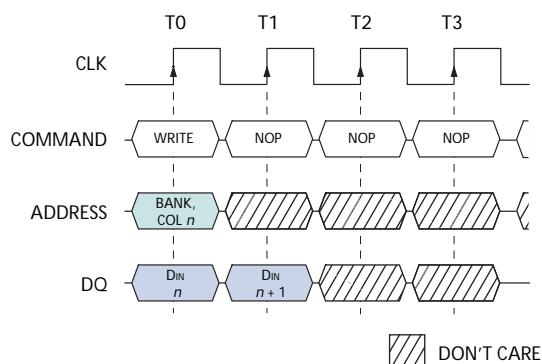 T0 T1 T2 T3
CLK
COMMAND WRITE NOP NOP NOP
ADDRESS BANK,
COL n
DQ DIN DIN
n n + 1
DON'T CARE